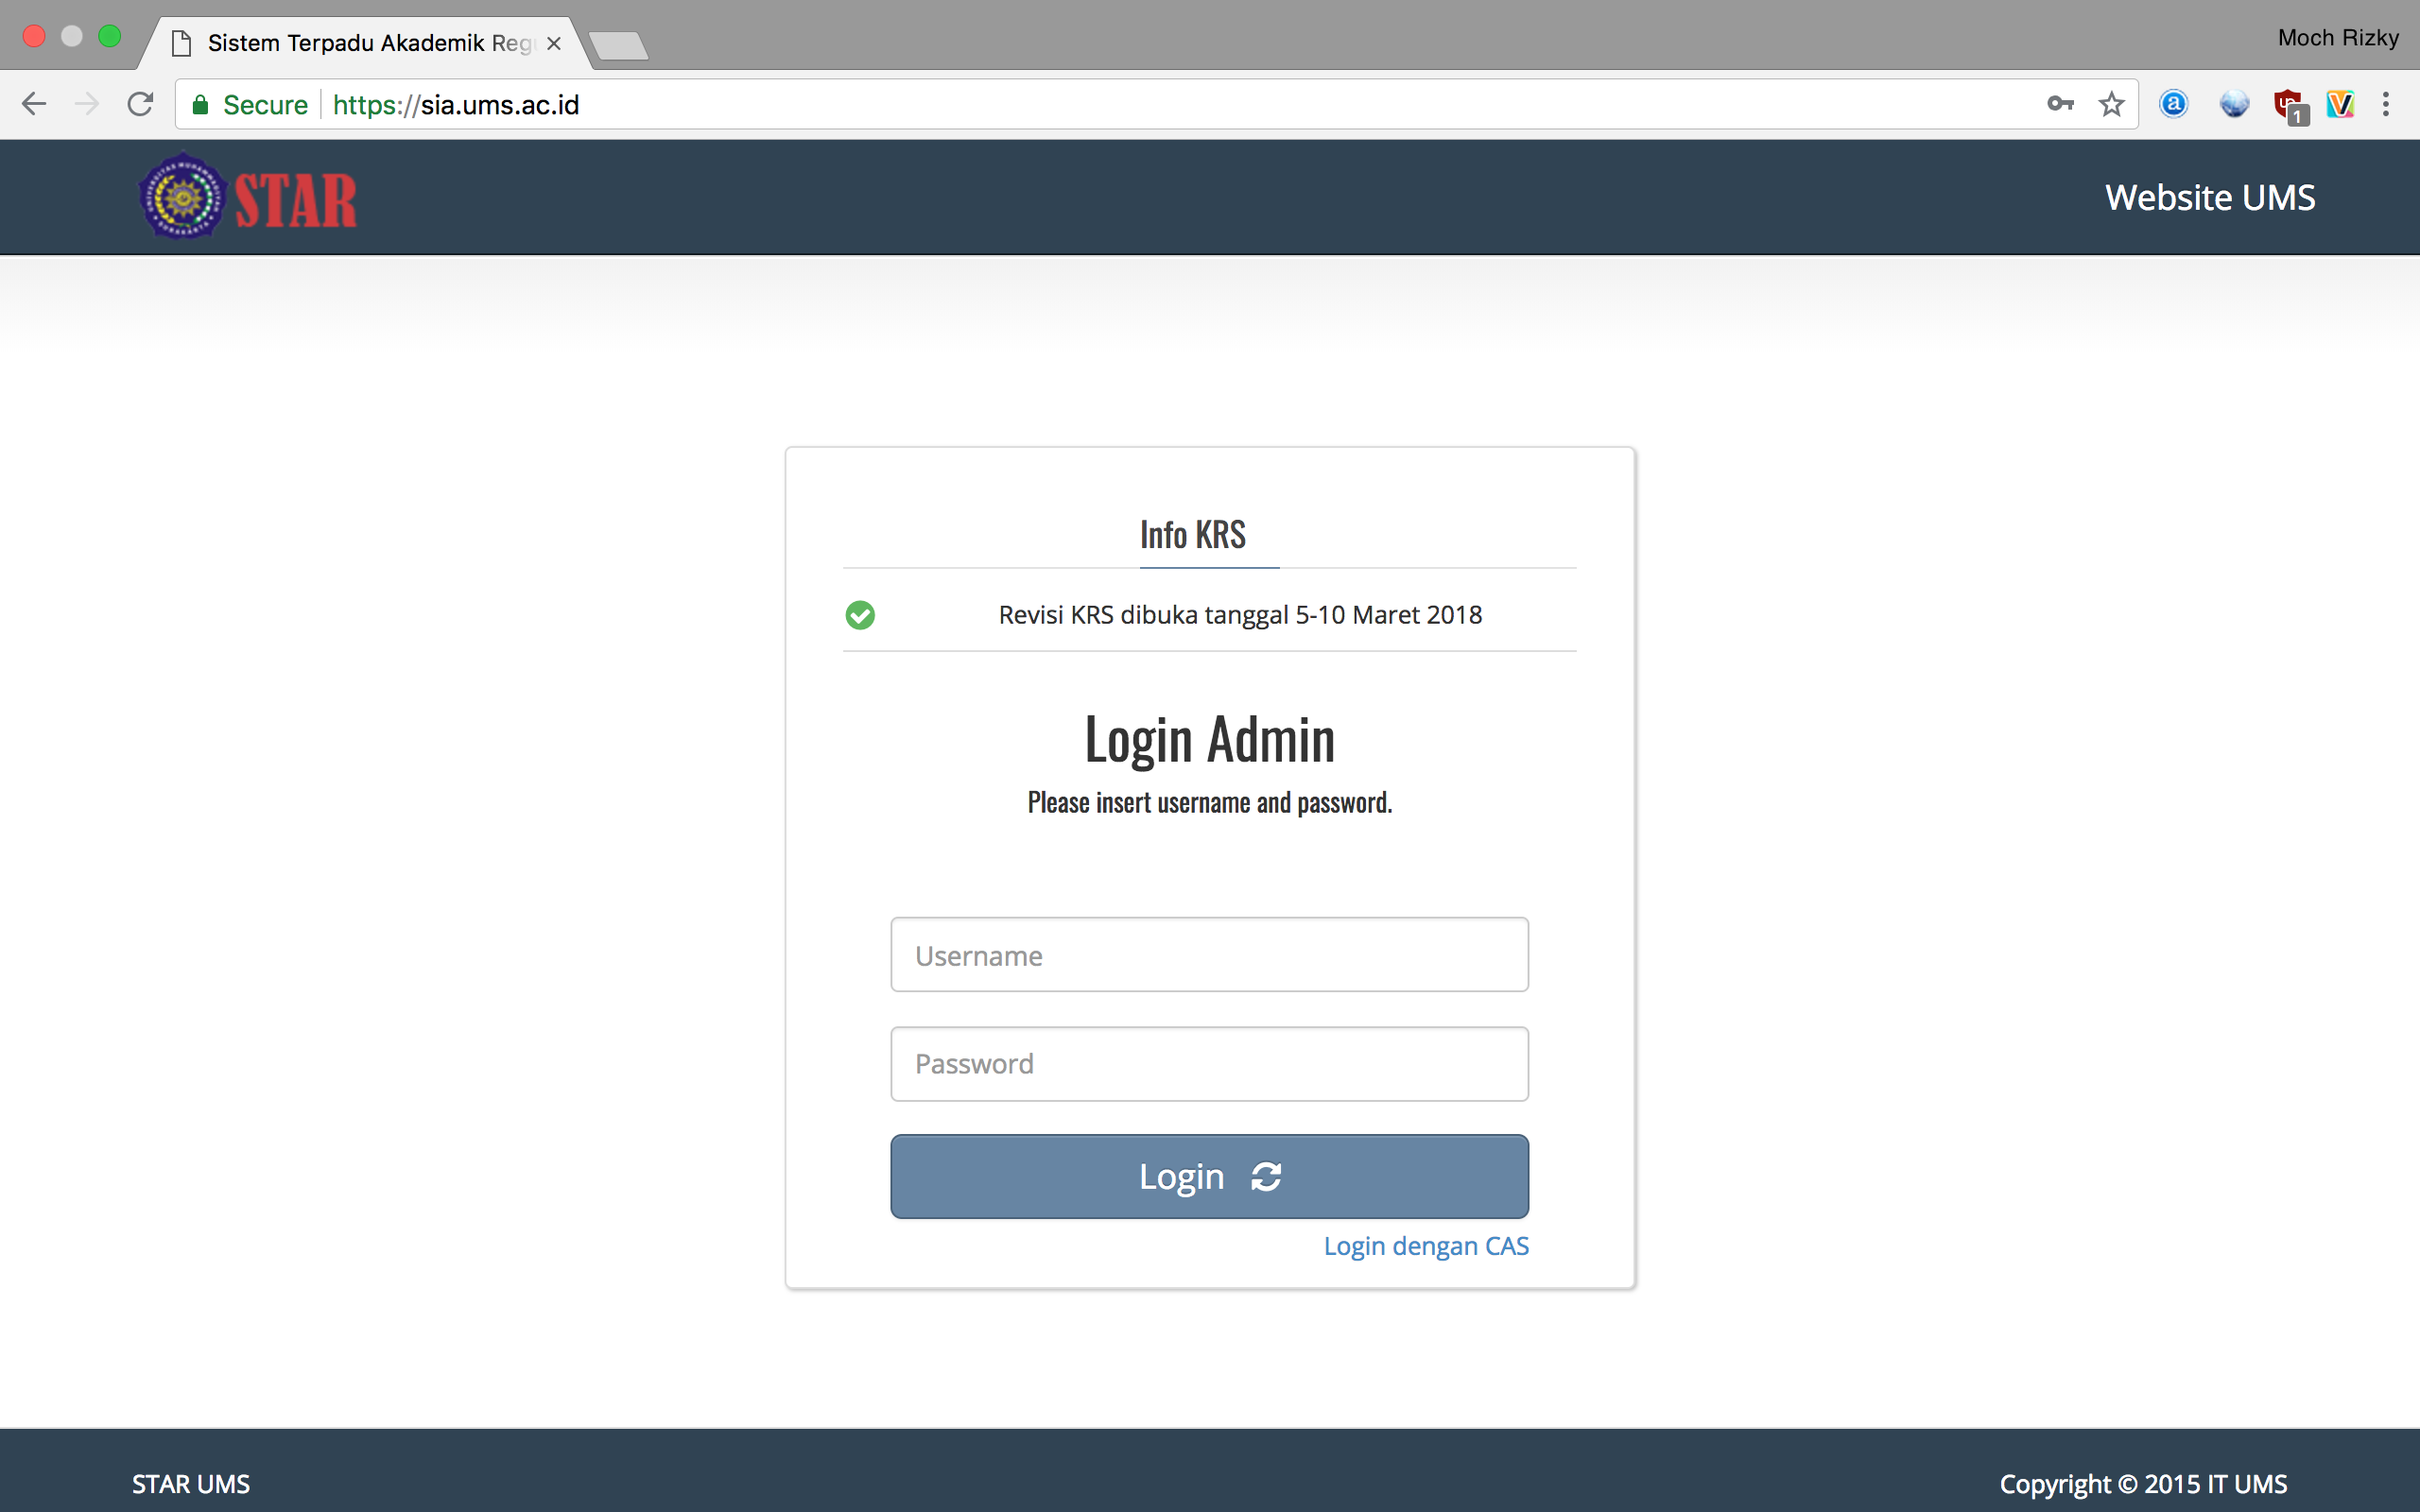 Sistem Terpadu Akademik Reg
Moch Rizky
Secure https://sia.ums.ac.id
1
STAR
Website UMS
Info KRS
Revisi KRS dibuka tanggal 5-10 Maret 2018
Login Admin
Please insert username and password.
Username
Password
Login
Login dengan CAS
STAR UMS
Copyright © 2015 IT UMS